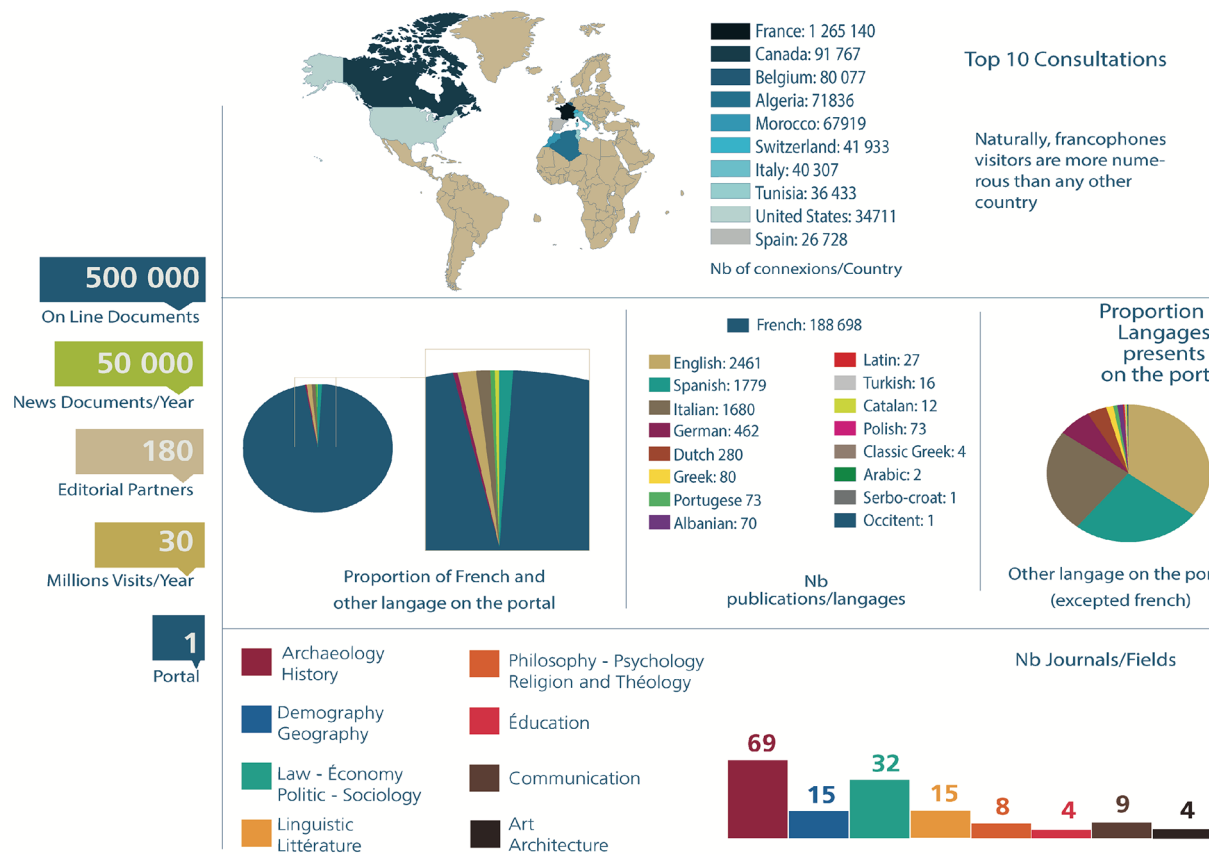 France: 1 265 140
Canada: 91 767
Belgium: 80 077
Algeria: 71836
Morocco: 67919
Switzerland: 41 933
Italy: 40 307
Tunisia: 36 433
United States: 34711
Spain: 26 728
Nb of connexions/Country
Top 10 Consultations
Naturally, francophones
visitors are more nume-
rous than any other
country
500 000
On Line Documents
50 000
News Documents/Year
180
Editorial Partners
30
Millions Visits/Year
1
Portal
Proportion of French and
other langage on the portal
French: 188 698
English: 2461
Spanish: 1779
Italian: 1680
German: 462
Dutch 280
Greek: 80
Portugese 73
Albanian: 70
Latin: 27
Turkish: 16
Catalan: 12
Polish: 73
Classic Greek: 4
Arabic: 2
Serbo-croat: 1
Occitent: 1
Nb
publications/langages
Proportion
Langages
presents
on the port
Other langage on the po
(excepted french)
Archaeology
History
Demography
Geography
Law - Économy
Politic - Sociology
Linguistic
Littérature
Philosophy - Psychology
Religion and Théology
Éducation
Communication
Art
Architecture
Nb Journals/Fields
69
15
32
15
8
4
9
4